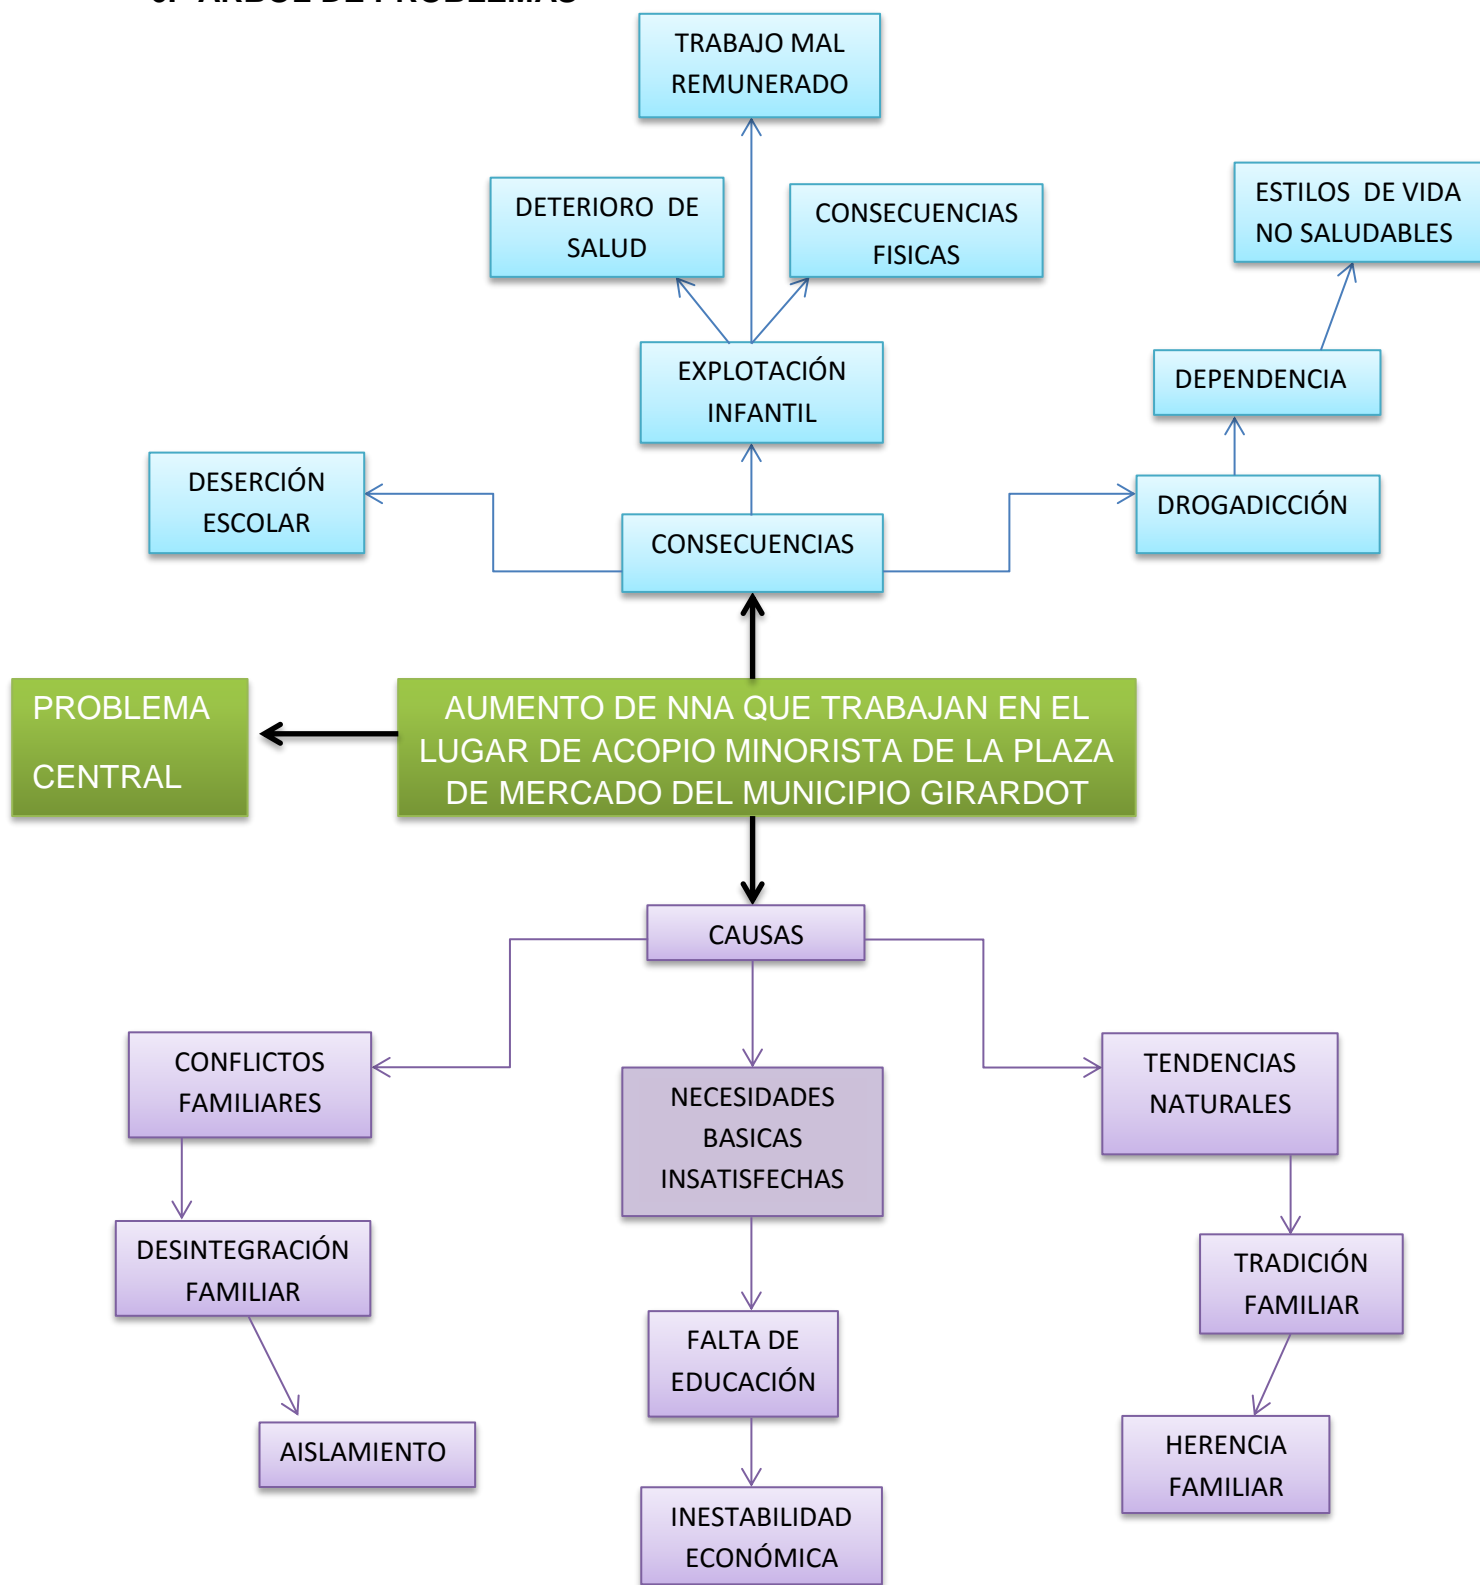 ÁRBOL DE PROBLEMAS
TRABAJO MAL
REMUNERADO
DETERIORO DE
SALUD
CONSECUENCIAS
FISICAS
ESTILOS DE VIDA
NO SALUDABLES
EXPLOTACIÓN
INFANTIL
DEPENDENCIA
DESERCIÓN
ESCOLAR
CONSECUENCIAS
DROGADICCIÓN
PROBLEMA
CENTRAL
AUMENTO DE NNA QUE TRABAJAN EN EL
LUGAR DE ACOPIO MINORISTA DE LA PLAZA
DE MERCADO DEL MUNICIPIO GIRARDOT
CAUSAS
CONFLICTOS
FAMILIARES
NECESIDADES
BASICAS
INSATISFECHAS
TENDENCIAS
NATURALES
DESINTEGRACIÓN
FAMILIAR
TRADICIÓN
FAMILIAR
FALTA DE
EDUCACIÓN
AISLAMIENTO
HERENCIA
FAMILIAR
INESTABILIDAD
ECONÓMICA